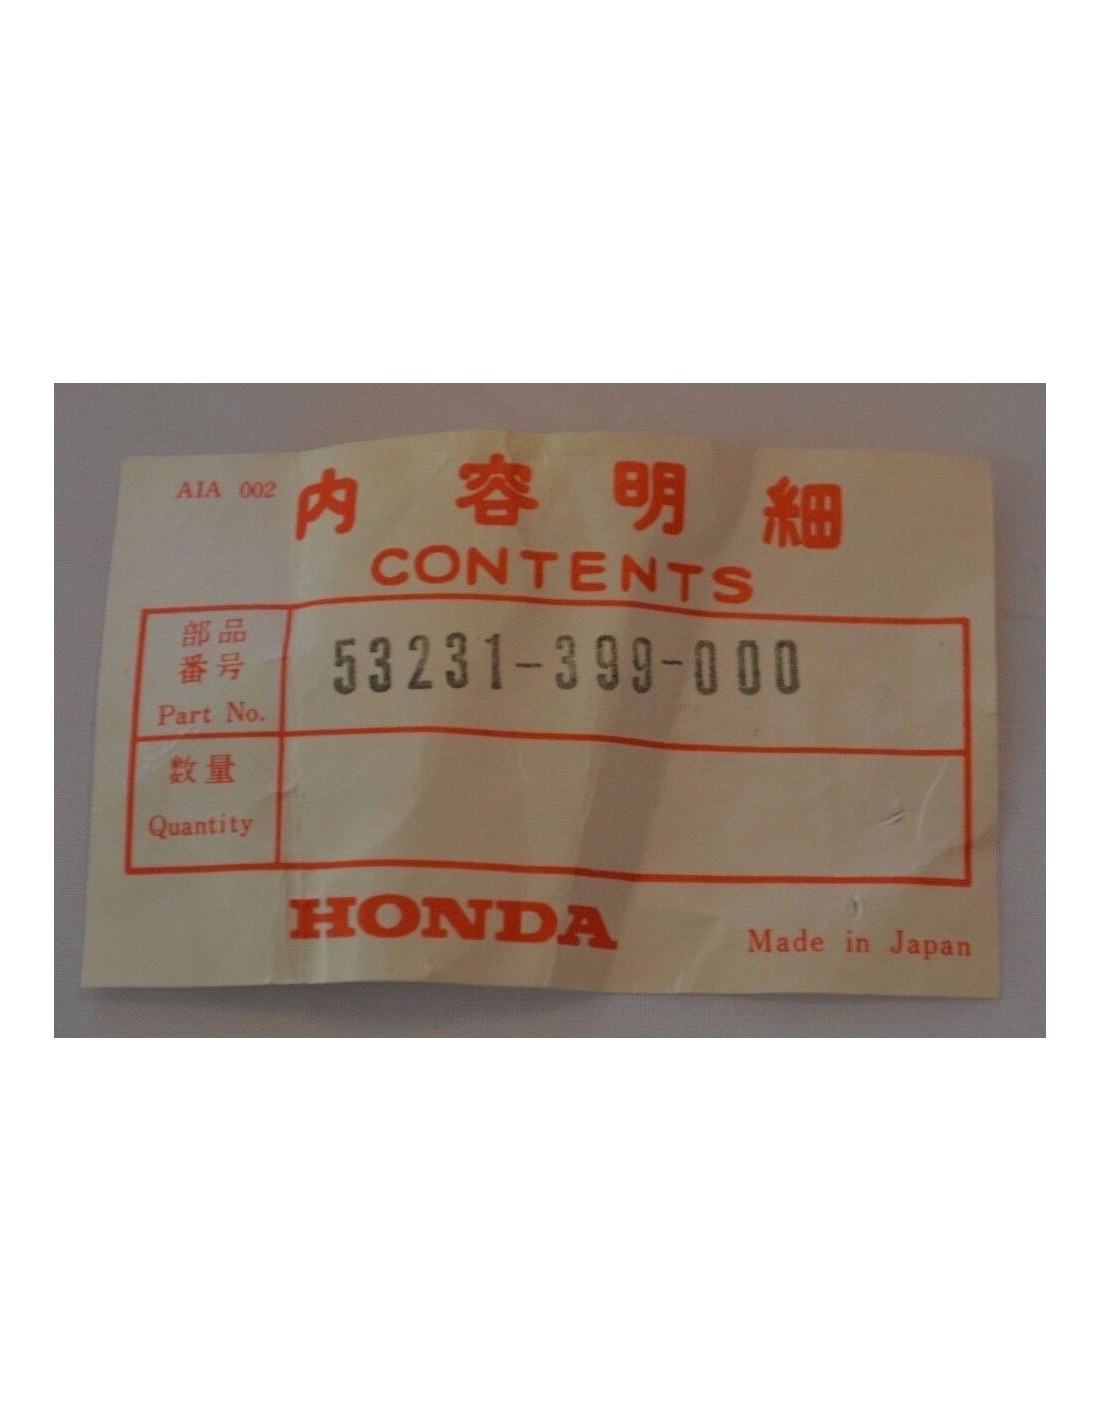 AIA 002
内容明細
CONTENTS
部品
番号
Part No.
53231-399-000
数量
Quantity
HONDA
Made in Japan